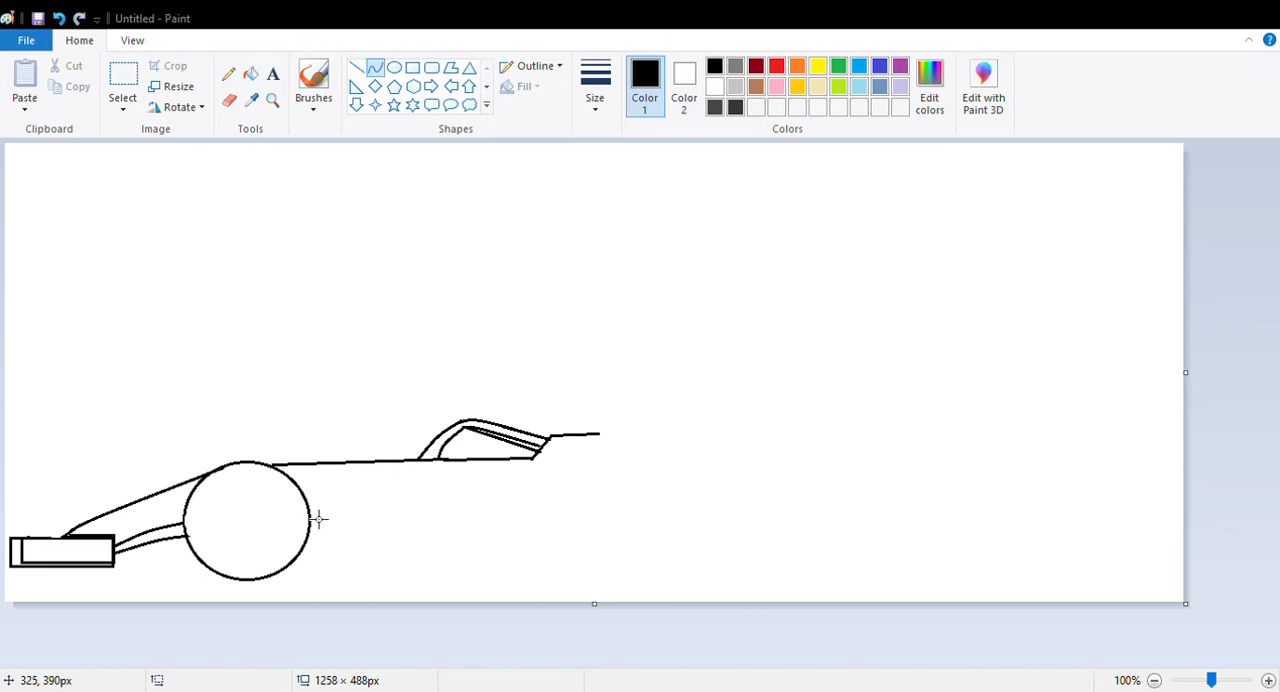 Untitled - Paint
File
Home
View
Paste
Cut
Copy
Clipboard
Select
Crop
Resize
Rotate
Image
A
Tools
Brushes
Outline
Fill
Shapes
Size
Color
1
Color
2
Colors
Edit
colors
Edit with
Paint 3D
?
325, 390px
1258 × 488px
100%